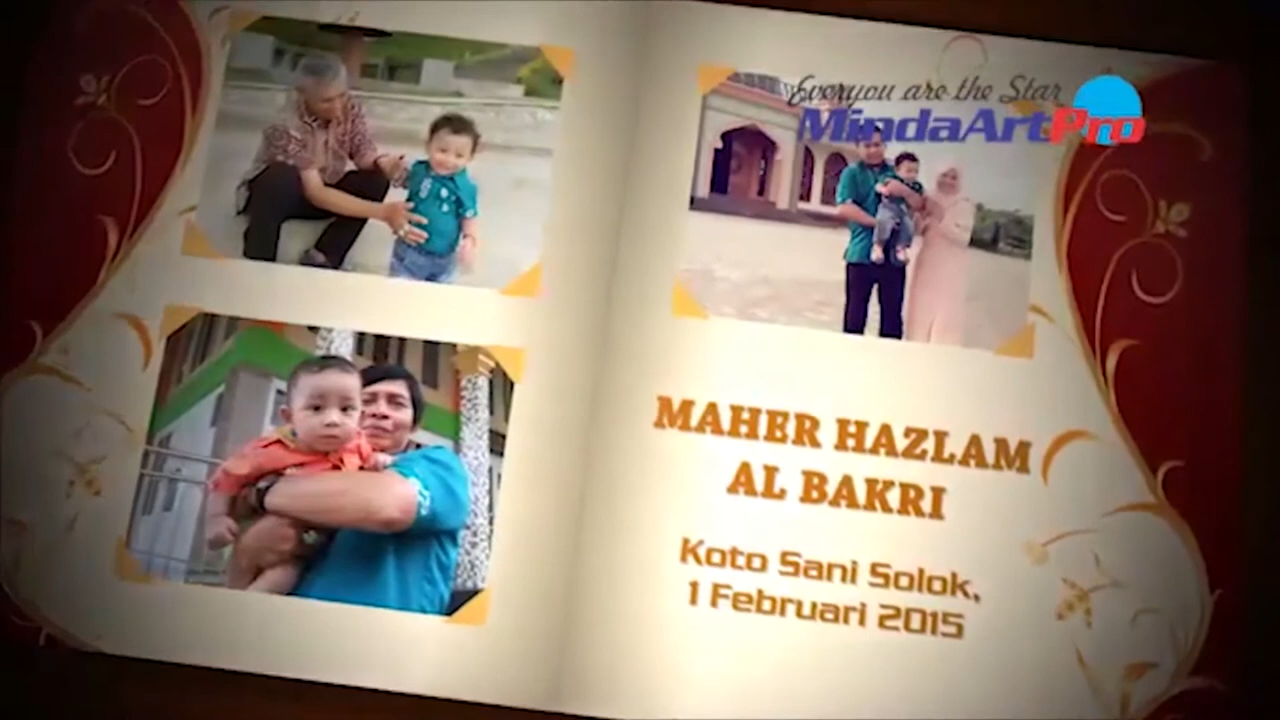 Everyou are the Star
MindaArtPro
MAHER HAZLAM
AL BAKRI
Koto Sani Solok,
1 Februari 2015